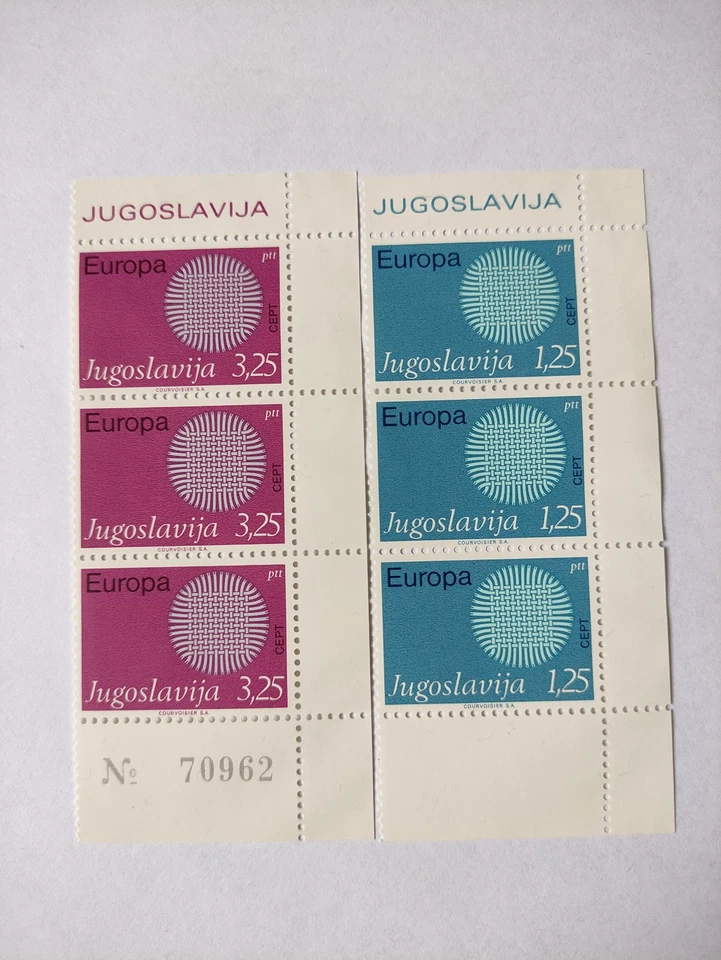 JUGOSLAVIJA
Europa
ptt
CEPT
Jugoslavija 3,25
COURVOISIER S.A.
Europa
ptt
CEPT
Jugoslavija 3,25
COURVOISIER S.A.
Europa
ptt
CEPT
Jugoslavija 3,25
COURVOISIER S.A.
№ 70962
JUGOSLAVIJA
Europa
ptt
CEPT
Jugoslavija 1,25
COURVOISIER S.A.
Europa
ptt
CEPT
Jugoslavija 1,25
COURVOISIER S.A.
Europa
ptt
CEPT
Jugoslavija 1,25
COURVOISIER S.A.